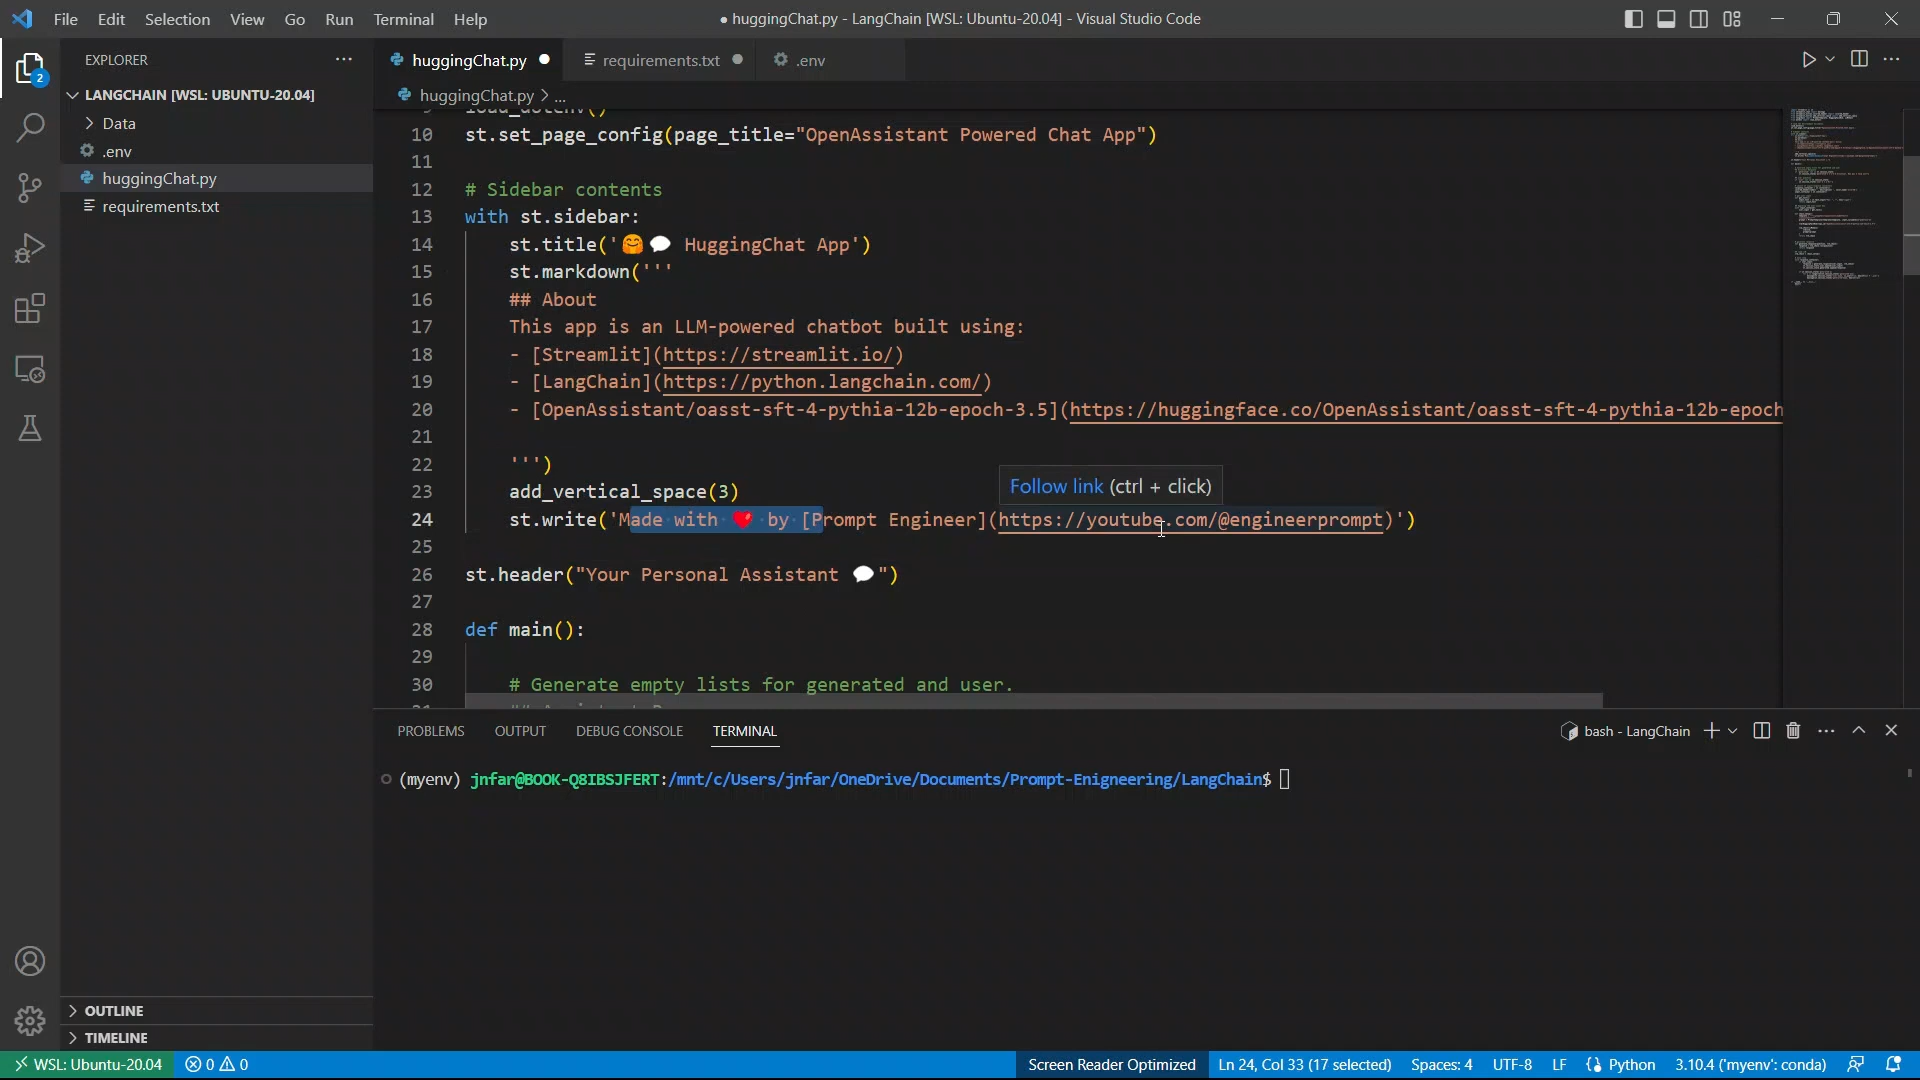 File Edit Selection View Go Run Terminal Help
● huggingChat.py - LangChain [WSL: Ubuntu-20.04] - Visual Studio Code
2
EXPLORER
LANGCHAIN [WSL: UBUNTU-20.04]
Data
.env
huggingChat.py
requirements.txt
OUTLINE
TIMELINE
huggingChat.py ●
requirements.txt ●
.env
huggingChat.py > ...
9 load_dotenv()
10 st.set_page_config(page_title="OpenAssistant Powered Chat App")
11
12 # Sidebar contents
13 with st.sidebar:
14 st.title('🤗💬 HuggingChat App')
15 st.markdown('''
16 ## About
17 This app is an LLM-powered chatbot built using:
18 - [Streamlit](https://streamlit.io/)
19 - [LangChain](https://python.langchain.com/)
20 - [OpenAssistant/oasst-sft-4-pythia-12b-epoch-3.5](https://huggingface.co/OpenAssistant/oasst-sft-4-pythia-12b-epoch
21
22 ''')
23 add_vertical_space(3)
Follow link (ctrl + click)
24 st.write('Made with ❤️ by [Prompt Engineer](https://youtube.com/@engineerprompt)')
25
26 st.header("Your Personal Assistant 💬")
27
28 def main():
29
30 # Generate empty lists for generated and user.
PROBLEMS OUTPUT DEBUG CONSOLE TERMINAL
bash - LangChain
(myenv) jnfar@BOOK-Q8IBSJFERT:/mnt/c/Users/jnfar/OneDrive/Documents/Prompt-Enigneering/LangChain$
WSL: Ubuntu-20.04 0 0
Screen Reader Optimized Ln 24, Col 33 (17 selected) Spaces: 4 UTF-8 LF Python 3.10.4 ('myenv': conda)